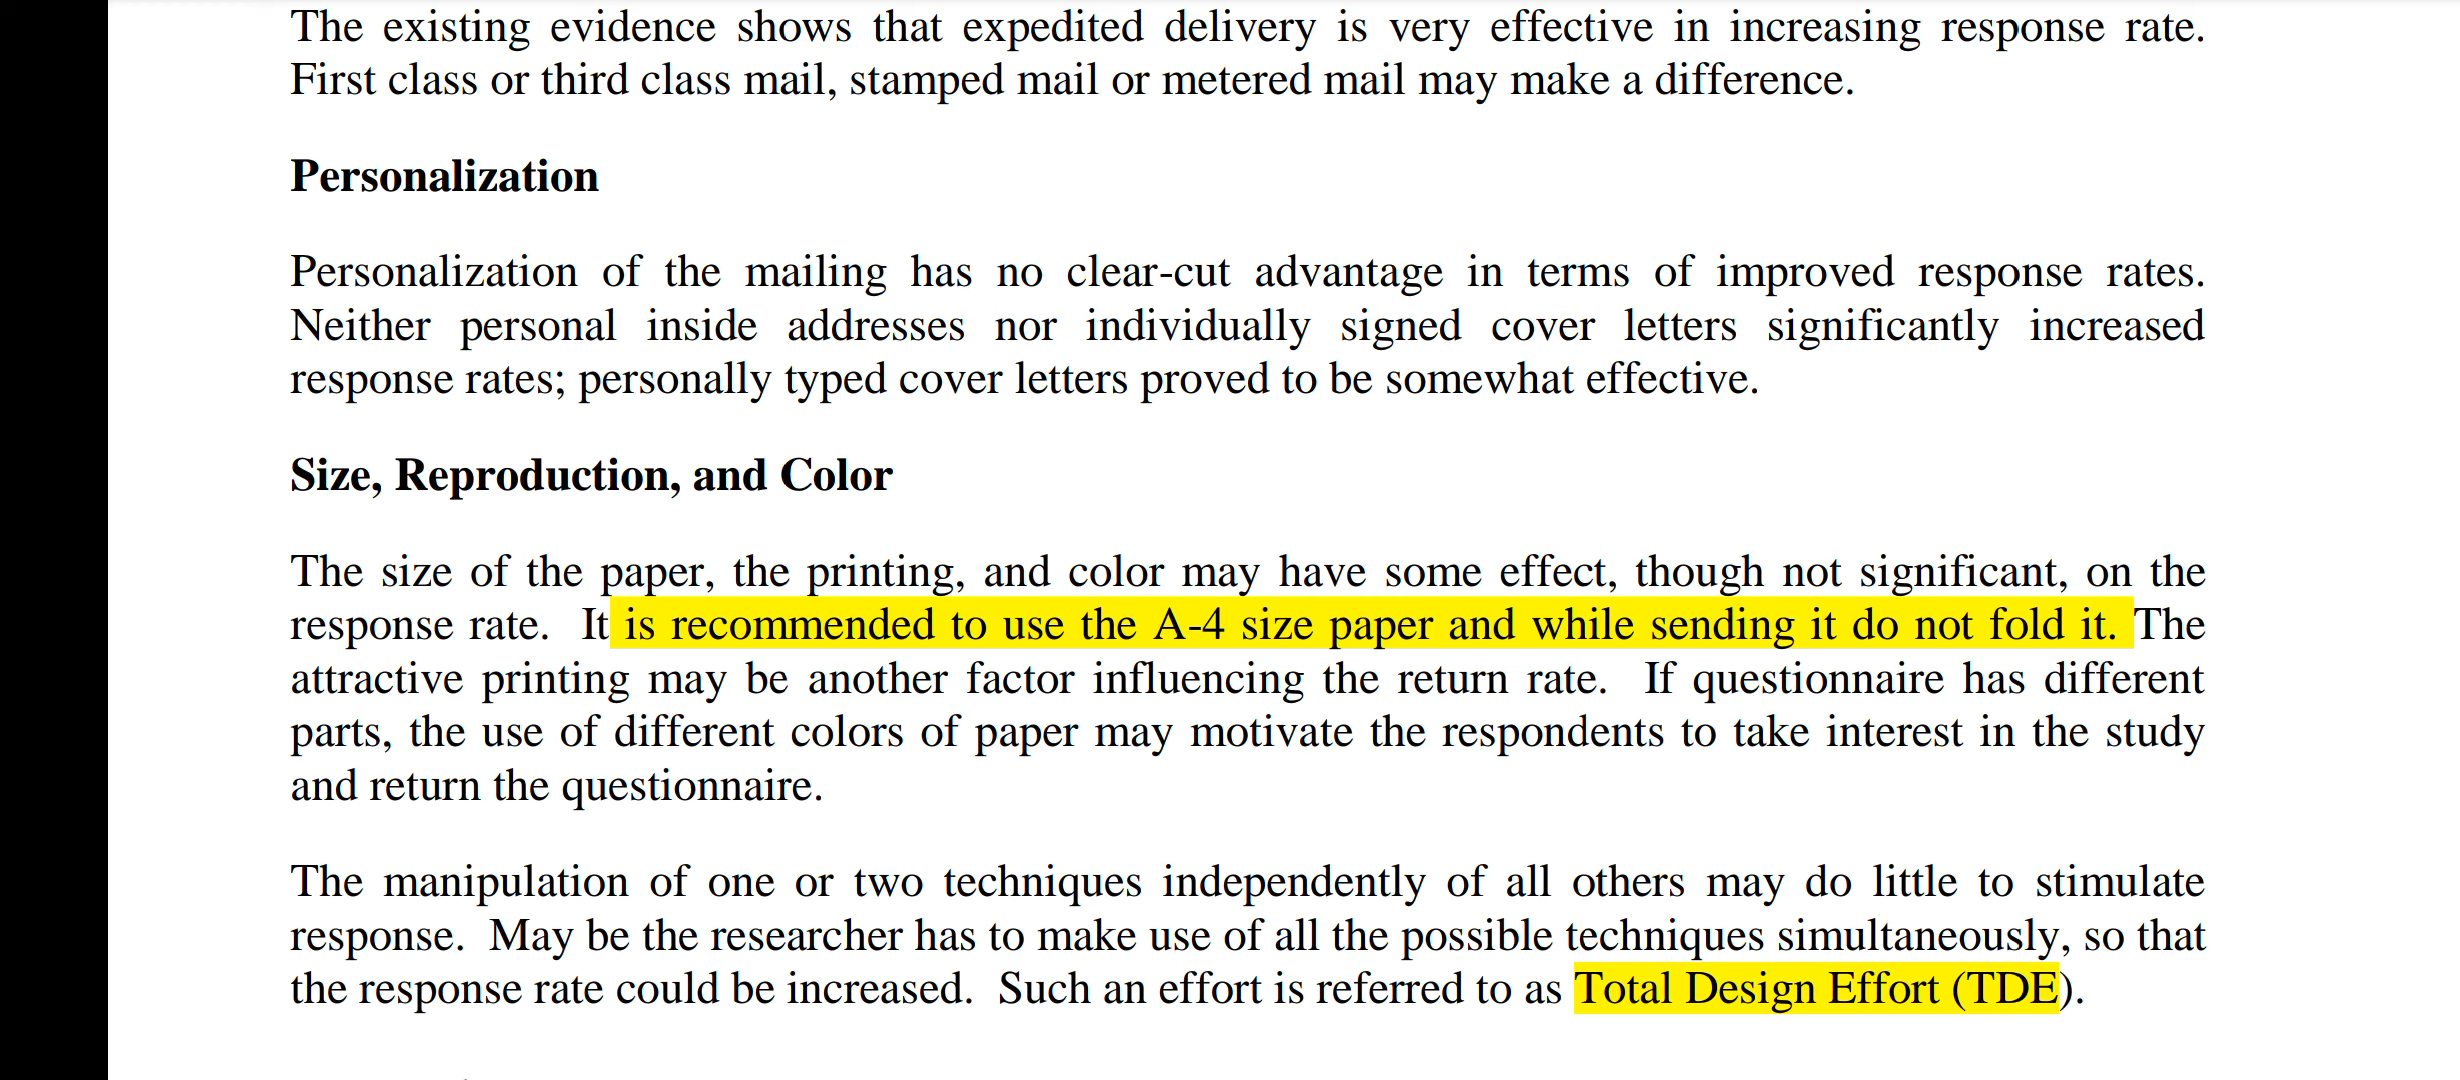 The existing evidence shows that expedited delivery is very effective in increasing response rate.
First class or third class mail, stamped mail or metered mail may make a difference.
Personalization
Personalization of the mailing has no clear-cut advantage in terms of improved response rates.
Neither personal inside addresses nor individually signed cover letters significantly increased
response rates; personally typed cover letters proved to be somewhat effective.
Size, Reproduction, and Color
The size of the paper, the printing, and color may have some effect, though not significant, on the
response rate. It is recommended to use the A-4 size paper and while sending it do not fold it. The
attractive printing may be another factor influencing the return rate. If questionnaire has different
parts, the use of different colors of paper may motivate the respondents to take interest in the study
and return the questionnaire.
The manipulation of one or two techniques independently of all others may do little to stimulate
response. May be the researcher has to make use of all the possible techniques simultaneously, so that
the response rate could be increased. Such an effort is referred to as Total Design Effort (TDE).